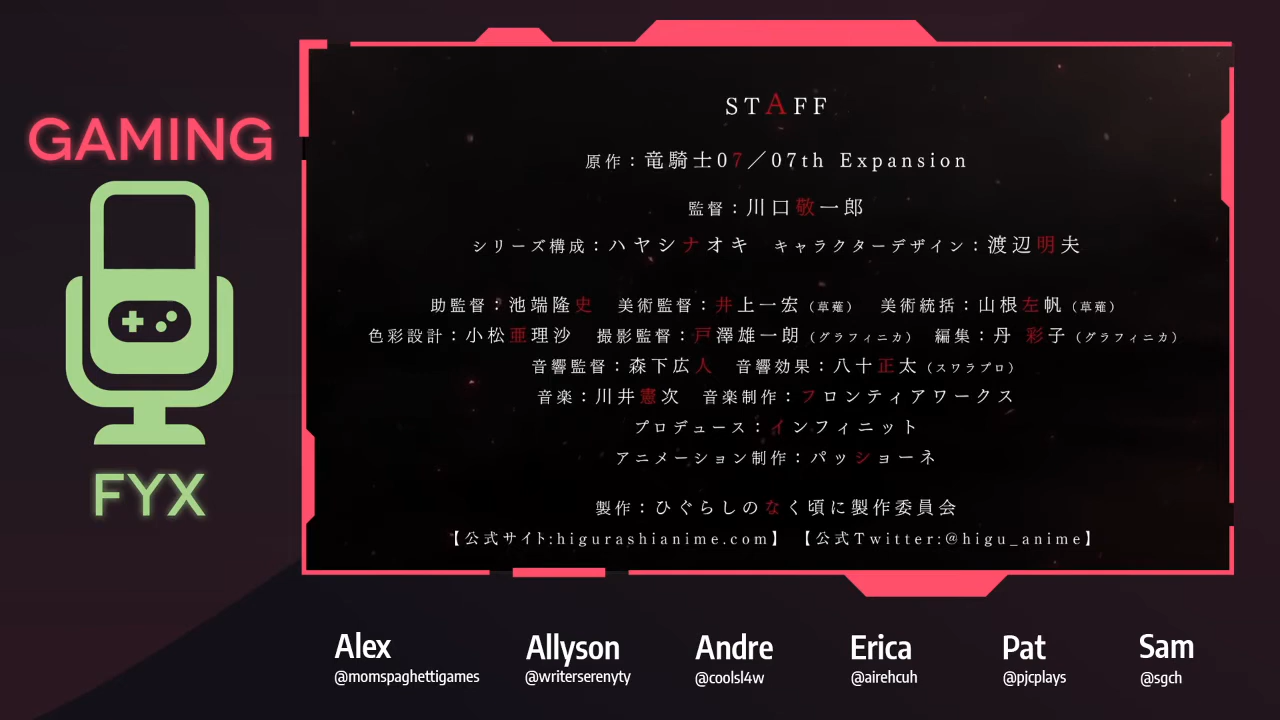 GAMING
FYX
STAFF
原作：竜騎士07／07th Expansion
監督：川口敬一郎
シリーズ構成：ハヤシナオキ　キャラクターデザイン：渡辺明夫
助監督：池端隆史　美術監督：井上一宏（草薙）　美術統括：山根左帆（草薙）
色彩設計：小松亜理沙　撮影監督：戸澤雄一朗（グラフィニカ）　編集：丹 彩子（グラフィニカ）
音響監督：森下広人　音響効果：八十正太（スワラプロ）
音楽：川井憲次　音楽制作：フロンティアワークス
プロデュース：インフィニット
アニメーション制作：パッショーネ
製作：ひぐらしのなく頃に製作委員会
【公式サイト:higurashianime.com】【公式Twitter:@higu_anime】
Alex Allyson Andre Erica Pat Sam
@momspaghettigames @writerserenyty @coolsl4w @airehcuh @pjcplays @sgch